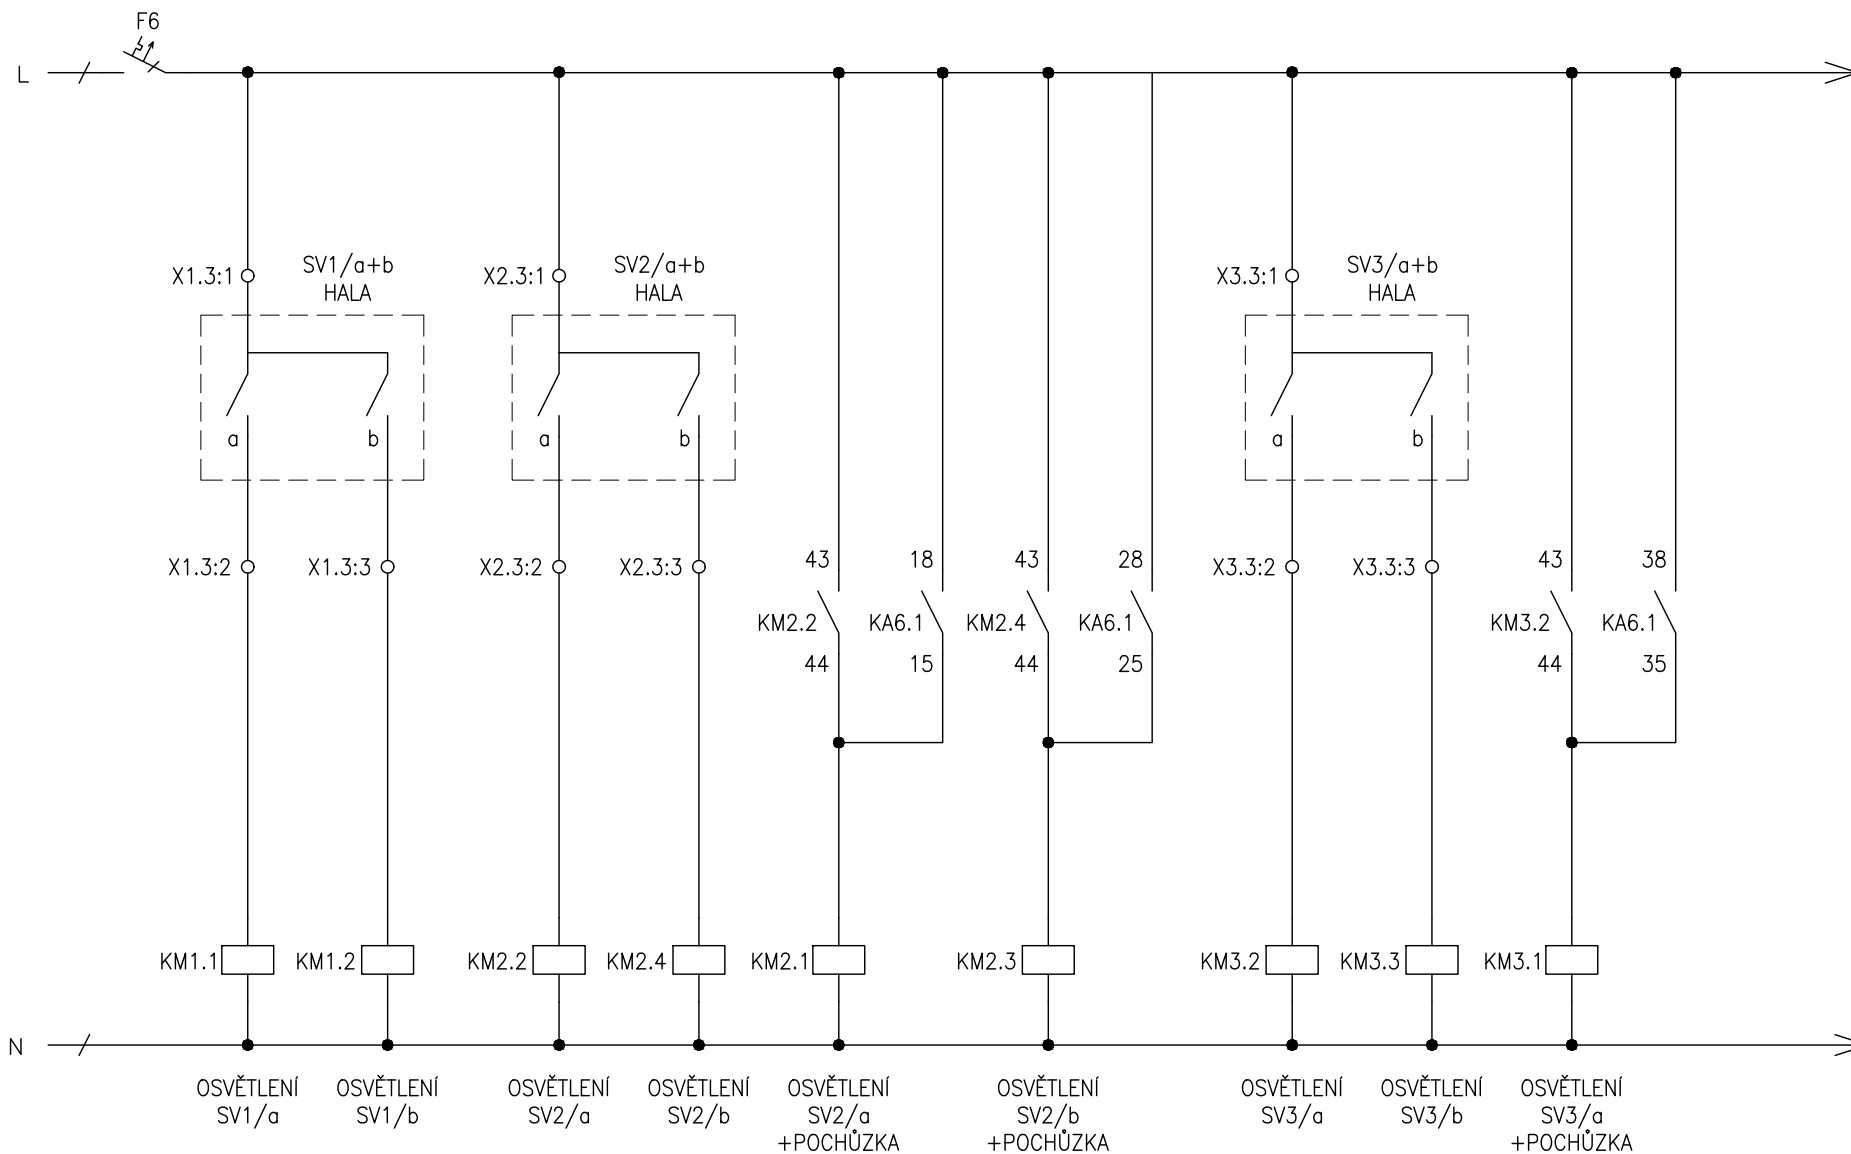 F6
L
SV1/a+b
HALA
SV2/a+b
HALA
SV3/a+b
HALA
X1.3:1
X2.3:1
X3.3:1
a
b
a
b
a
b
X1.3:2
X1.3:3
X2.3:2
X2.3:3
43
18
43
28
X3.3:2
X3.3:3
43
38
KM2.2
KA6.1
KM2.4
KA6.1
KM3.2
KA6.1
44
15
44
25
44
35
KM1.1
KM1.2
KM2.2
KM2.4
KM2.1
KM2.3
KM3.2
KM3.3
KM3.1
N
OSVĚTLENÍ
SV1/a
OSVĚTLENÍ
SV1/b
OSVĚTLENÍ
SV2/a
OSVĚTLENÍ
SV2/b
OSVĚTLENÍ
SV2/a
+POCHŮZKA
OSVĚTLENÍ
SV2/b
+POCHŮZKA
OSVĚTLENÍ
SV3/a
OSVĚTLENÍ
SV3/b
OSVĚTLENÍ
SV3/a
+POCHŮZKA